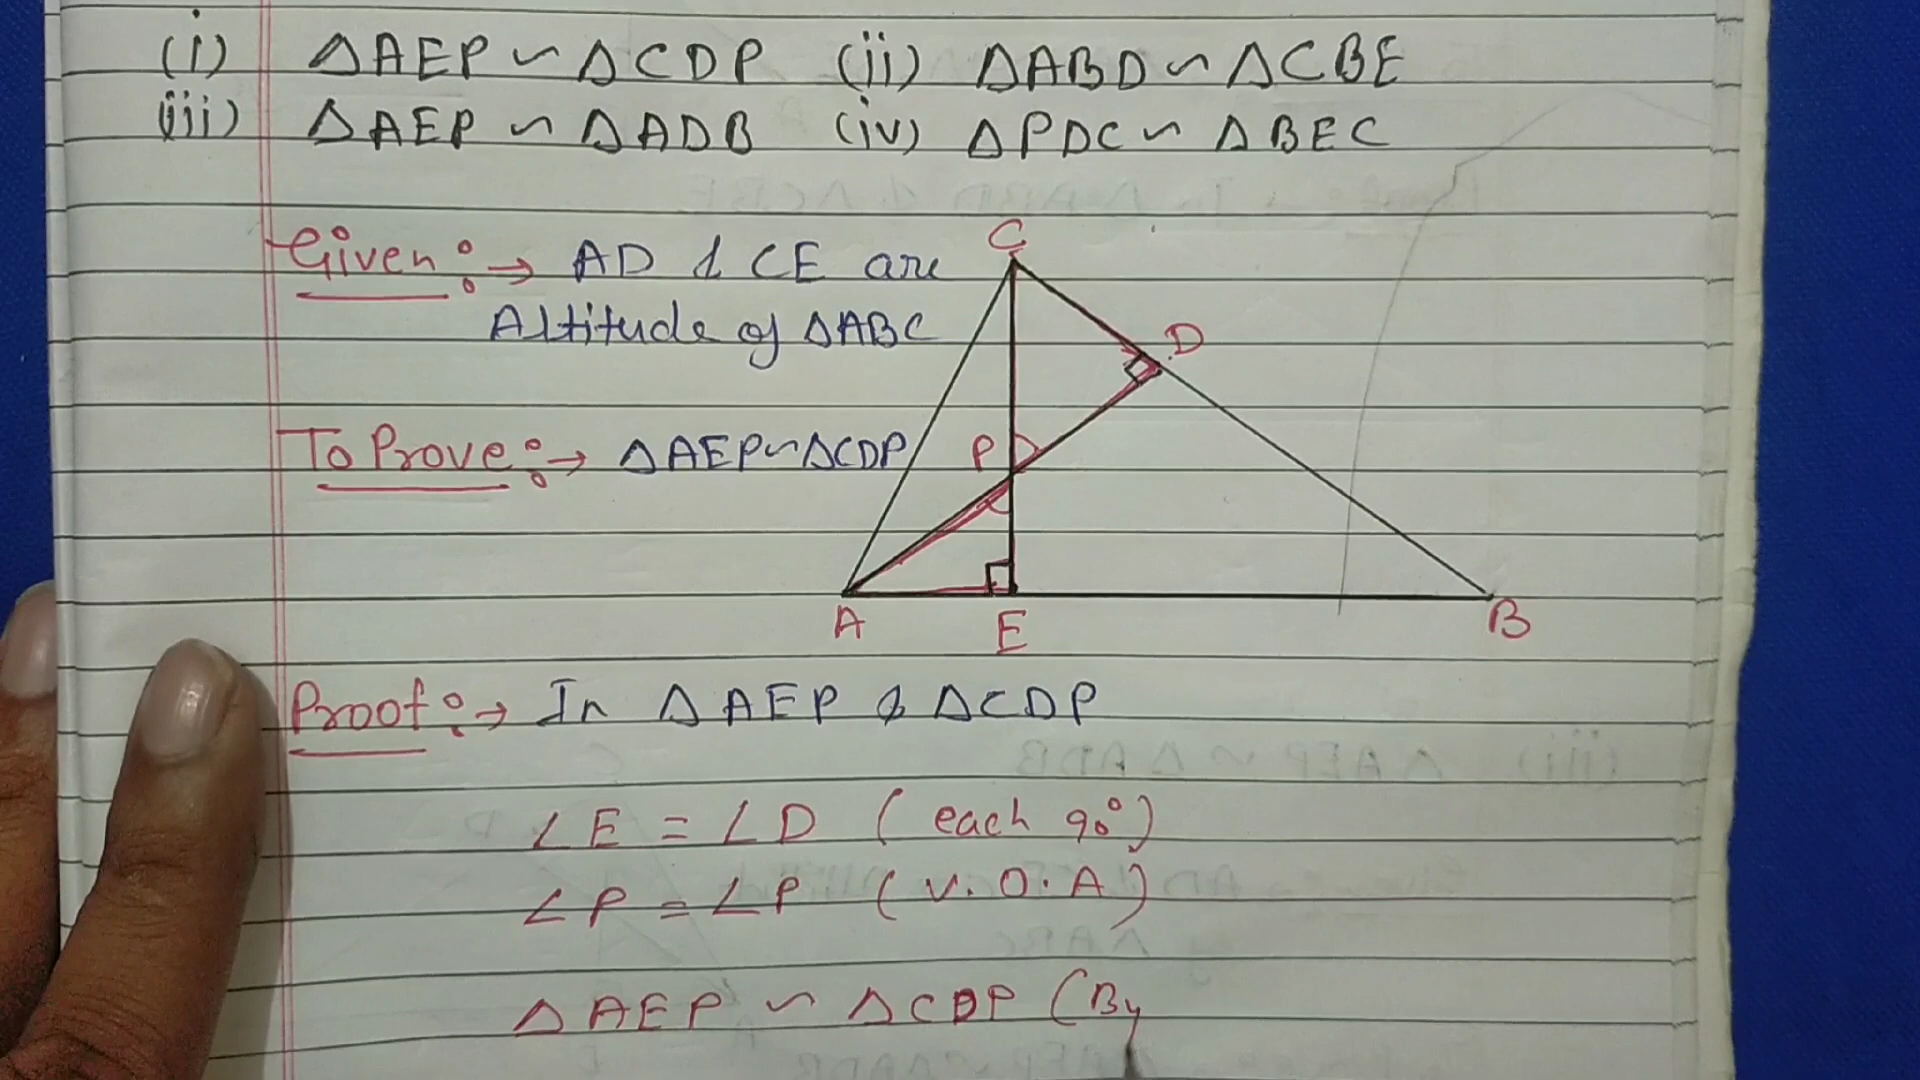 (i) ΔAEP ∽ ΔCDP (ii) ΔABD ∽ ΔCBE
(iii) ΔAEP ∽ ΔADB (iv) ΔPDC ∽ ΔBEC
Given:→ AD & CE are
Altitude of ΔABC
To Prove:→ ΔAEP ∽ ΔCDP
C
D
P
A
E
B
Proof:→ In ΔAEP & ΔCDP
∠E = ∠D (each 90°)
∠P = ∠P (V.O.A)
ΔAEP ∽ ΔCDP (By